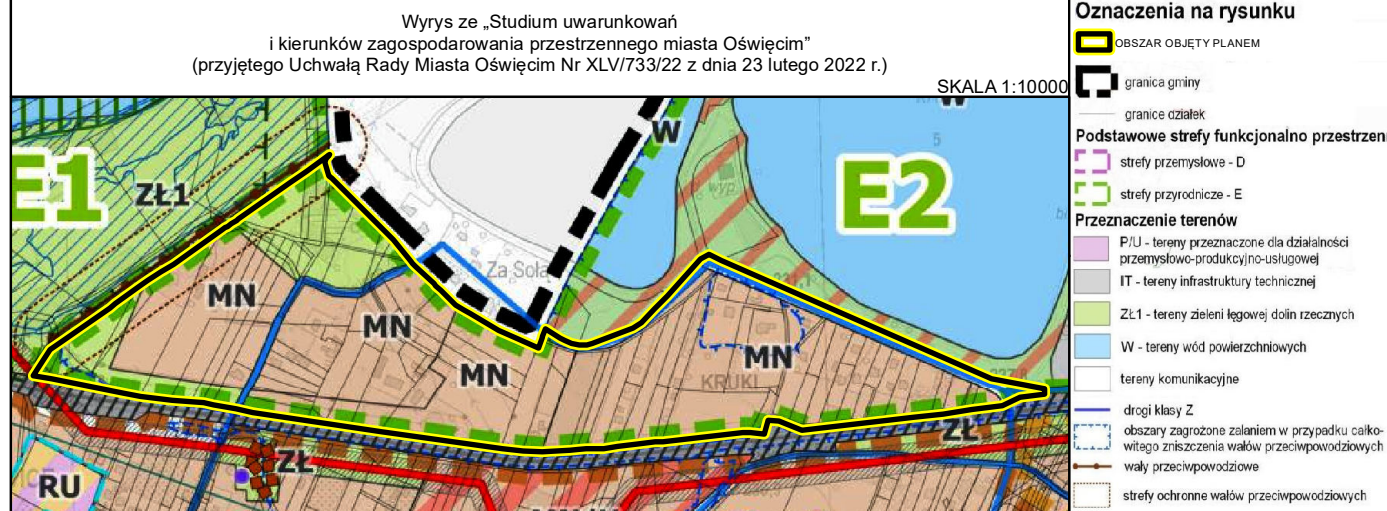 Wyrys ze „Studium uwarunkowań
i kierunków zagospodarowania przestrzennego miasta Oświęcim”
(przyjętego Uchwałą Rady Miasta Oświęcim Nr XLV/733/22 z dnia 23 lutego 2022 r.)
SKALA 1:10000
E1
ZŁ1
W
W
5
wyp.
E2
Za Sołą
MN
MN
MN
MN
KRUKI
237,8
ZŁ
ZŁ
RU
Oznaczenia na rysunku
OBSZAR OBJĘTY PLANEM
granica gminy
granice działek
Podstawowe strefy funkcjonalno przestrzen
strefy przemysłowe - D
strefy przyrodnicze - E
Przeznaczenie terenów
P/U - tereny przeznaczone dla działalności
przemysłowo-produkcyjno-usługowej
IT - tereny infrastruktury technicznej
ZŁ1 - tereny zieleni łęgowej dolin rzecznych
W - tereny wód powierzchniowych
tereny komunikacyjne
drogi klasy Z
obszary zagrożone zalaniem w przypadku całko-
witego zniszczenia wałów przeciwpowodziowych
wały przeciwpowodziowe
strefy ochronne wałów przeciwpowodziowych